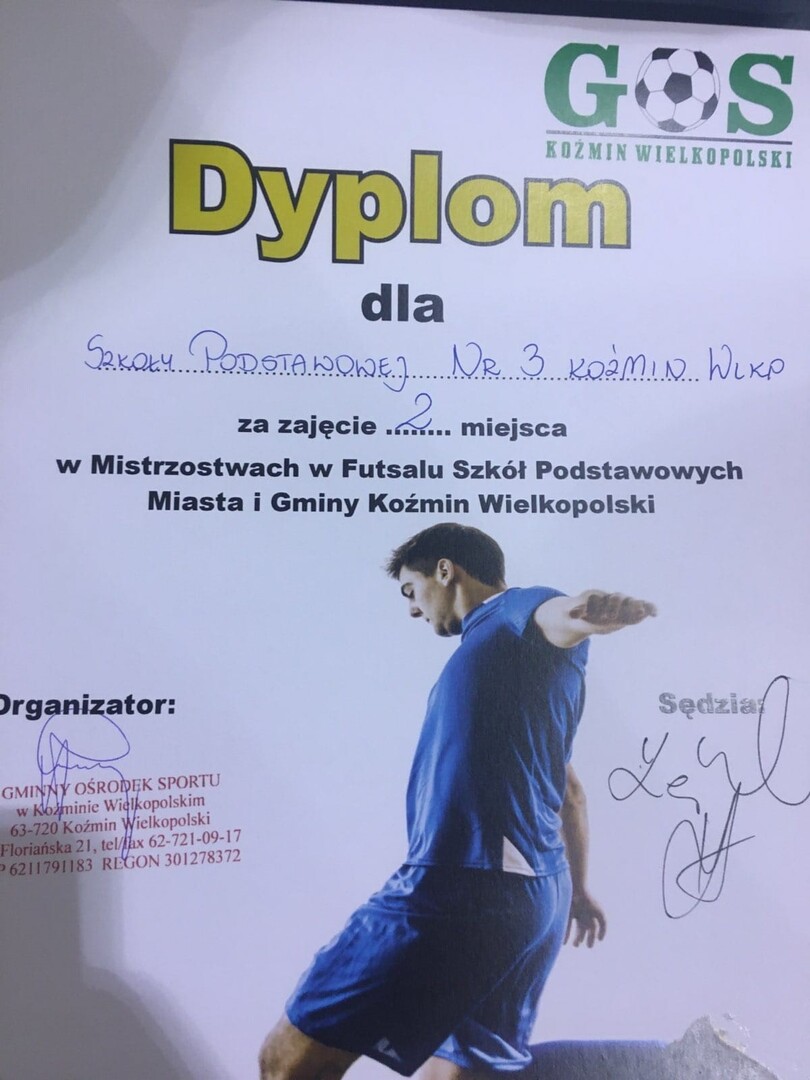 GOS
KOŹMIN WIELKOPOLSKI
Dyplom
dla
Szkoły Podstawowej Nr 3 Koźmin Wlkp
za zajęcie ..2.. miejsca
w Mistrzostwach w Futsalu Szkół Podstawowych
Miasta i Gminy Koźmin Wielkopolski
Organizator:
Sędzia:
GMINNY OŚRODEK SPORTU
w Koźminie Wielkopolskim
63-720 Koźmin Wielkopolski
Floriańska 21, tel/fax 62-721-09-17
P 6211791183 REGON 301278372